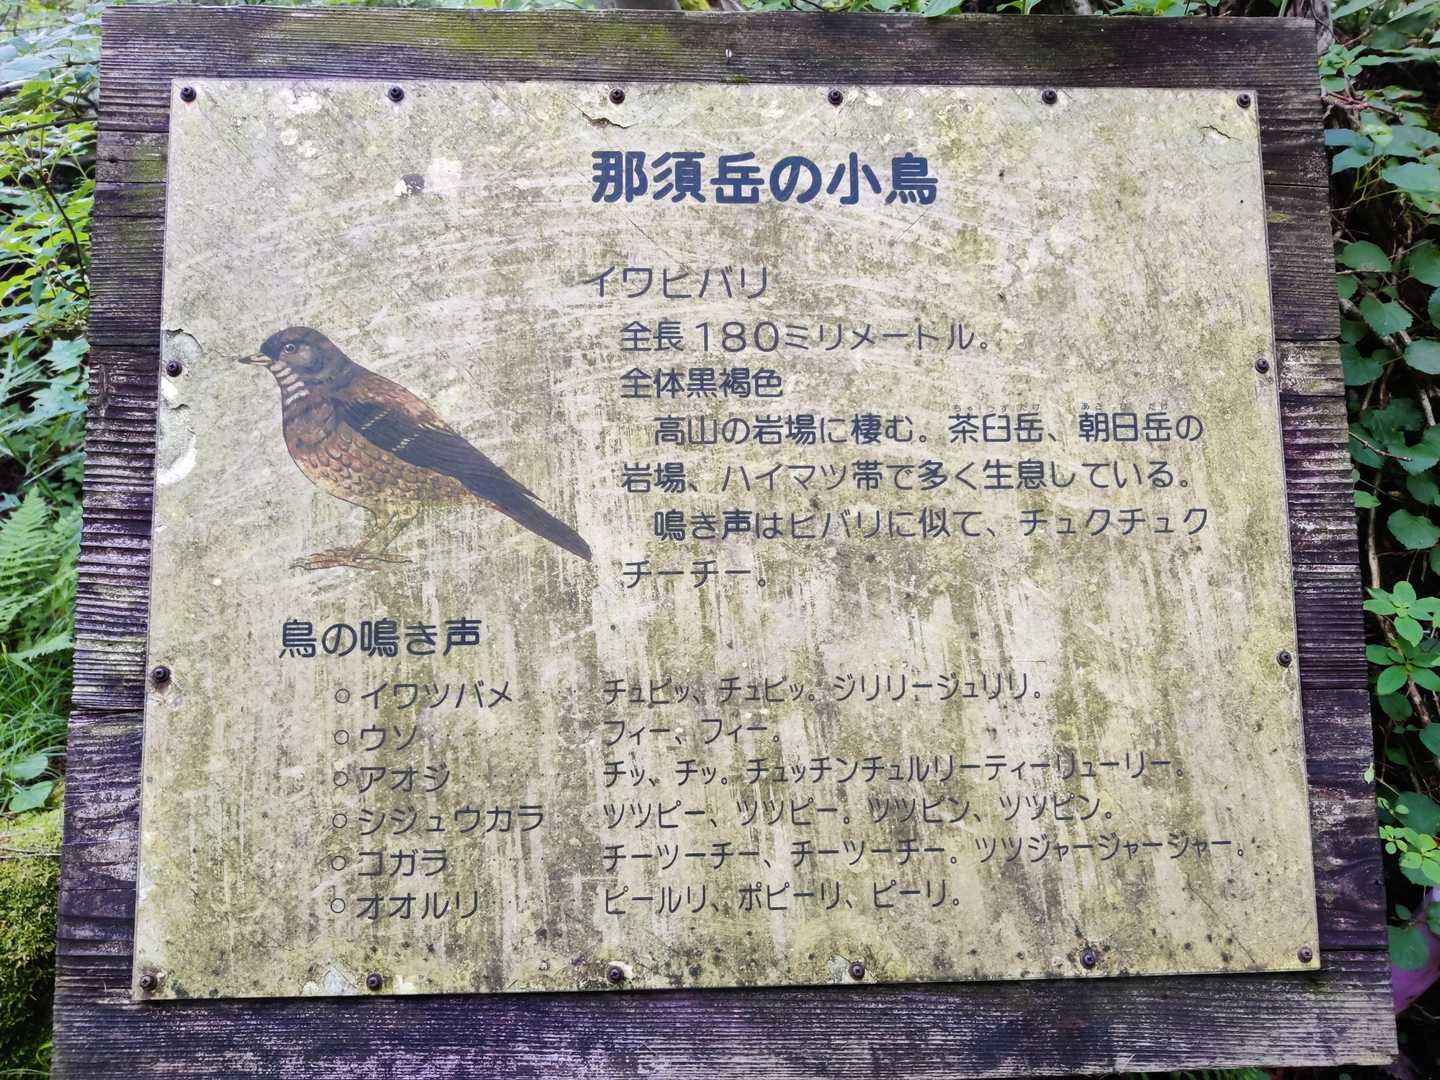 那須岳の小鳥
イワヒバリ
全長180ミリメートル。
全体黒褐色
高山の岩場に棲む。茶臼岳、朝日岳の
岩場、ハイマツ帯で多く生息している。
鳴き声はヒバリに似て、チュクチュク
チーチー。
鳥の鳴き声
○イワツバメ チュピッ、チュピッ。ジリリージュリリ。
○ウソ フィー、フィー。
○アオジ チッ、チッ。チュッチンチュルリーティーリューリー。
○シジュウカラ ツツピー、ツツピー。ツツピン、ツツピン。
○コガラ チーツーチー、チーツーチー。ツツジャージャージャー。
○オオルリ ピールリ、ポピーリ、ピーリ。